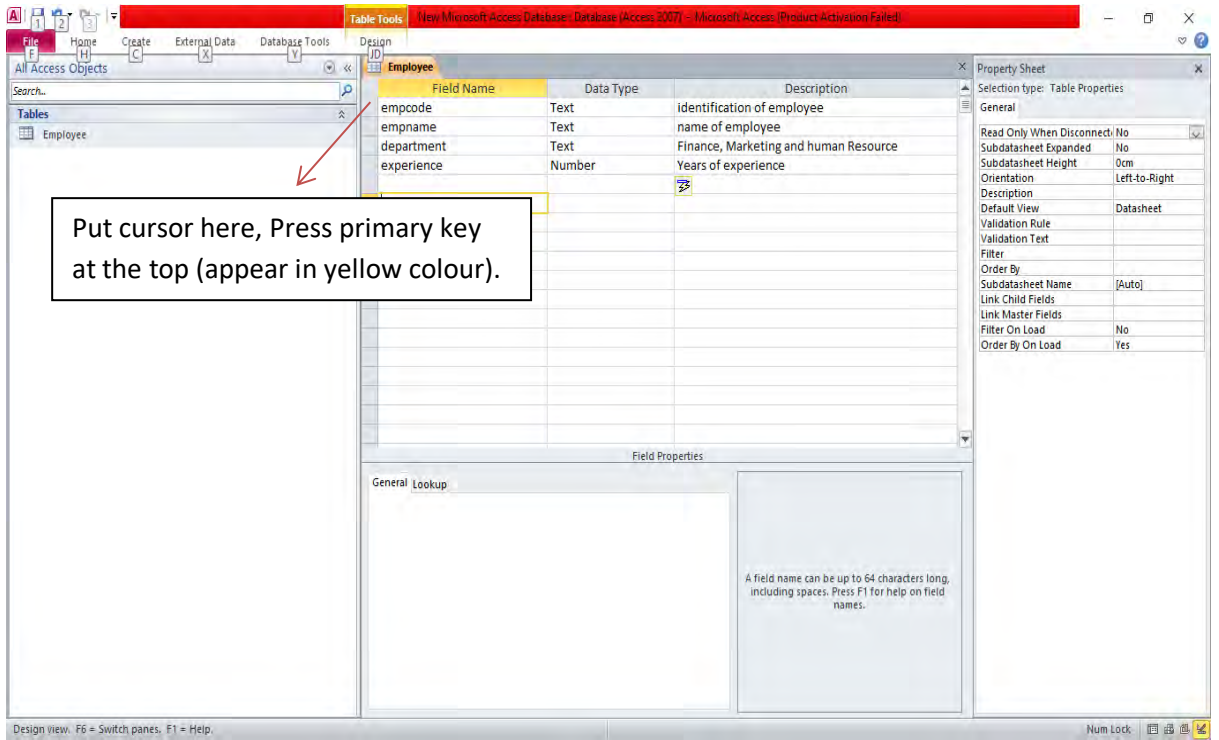 A 1 2 3
Table Tools New Microsoft Access Database : Database (Access 2007) - Microsoft Access (Product Activation Failed)
File Home Create External Data Database Tools Design
F H C X Y JD
All Access Objects
Search...
Tables
Employee
Employee
Field Name Data Type Description
empcode Text identification of employee
empname Text name of employee
department Text Finance, Marketing and human Resource
experience Number Years of experience
Put cursor here, Press primary key
at the top (appear in yellow colour).
Field Properties
General Lookup
A field name can be up to 64 characters long,
including spaces. Press F1 for help on field
names.
Property Sheet
Selection type: Table Properties
General
Read Only When Disconnect No
Subdatasheet Expanded No
Subdatasheet Height 0cm
Orientation Left-to-Right
Description
Default View Datasheet
Validation Rule
Validation Text
Filter
Order By
Subdatasheet Name [Auto]
Link Child Fields
Link Master Fields
Filter On Load No
Order By On Load Yes
Design view. F6 = Switch panes. F1 = Help.
Num Lock